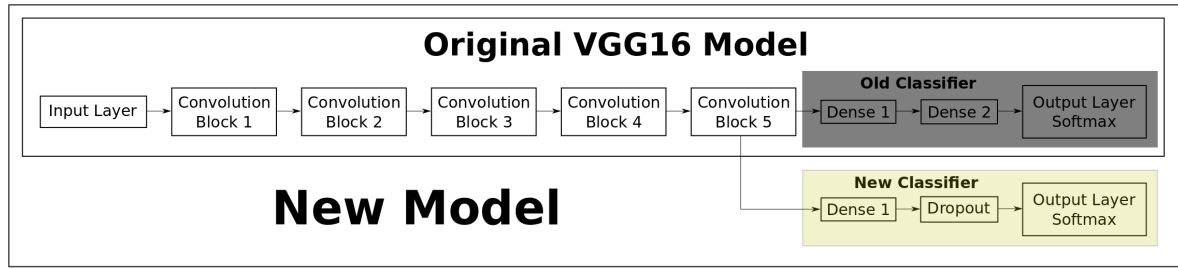 Original VGG16 Model
Old Classifier
Input Layer
Convolution
Block 1
Convolution
Block 2
Convolution
Block 3
Convolution
Block 4
Convolution
Block 5
Dense 1
Dense 2
Output Layer
Softmax
New Model
New Classifier
Dense 1
Dropout
Output Layer
Softmax